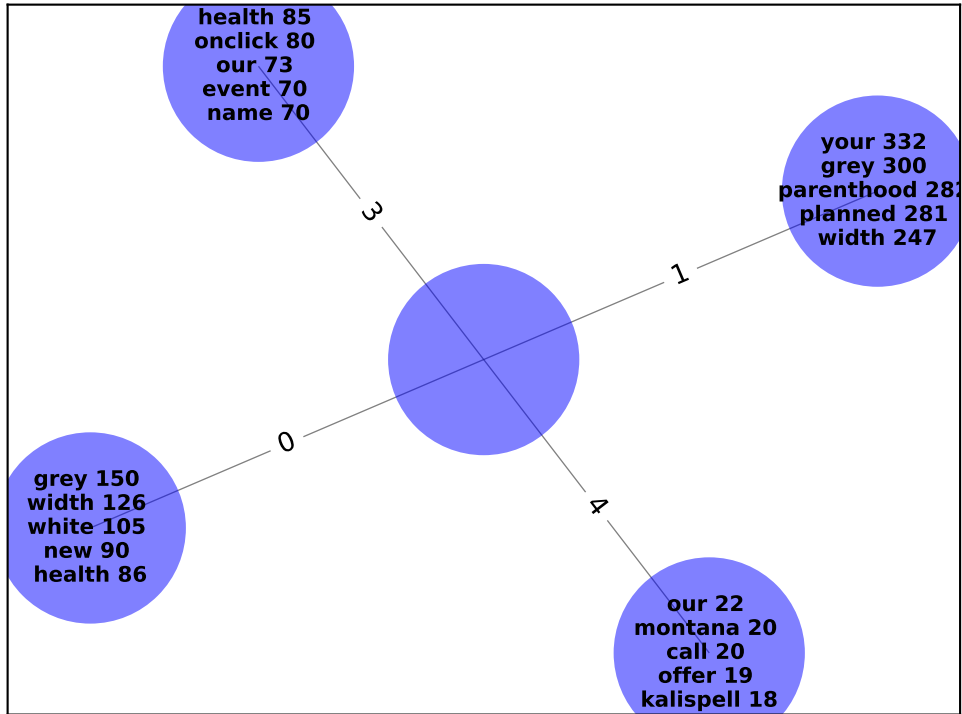 health 85
onclick 80
our 73
event 70
name 70
your 332
grey 300
parenthood 282
planned 281
width 247
3
1
0
grey 150
width 126
white 105
new 90
health 86
4
our 22
montana 20
call 20
offer 19
kalispell 18